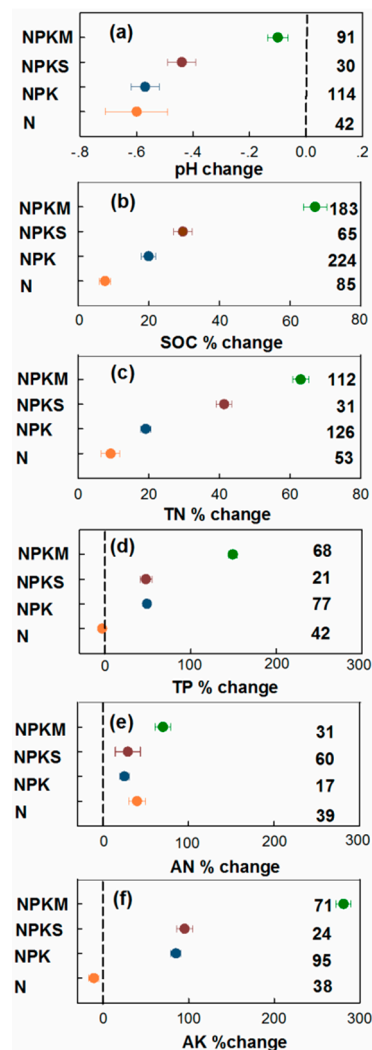 (a)
NPKM 91
NPKS 30
NPK 114
N 42
-.8 -.6 -.4 -.2 0.0 .2
pH change
(b)
NPKM 183
NPKS 65
NPK 224
N 85
0 20 40 60 80
SOC % change
(c)
NPKM 112
NPKS 31
NPK 126
N 53
0 20 40 60 80
TN % change
(d)
NPKM 68
NPKS 21
NPK 77
N 42
0 100 200 300
TP % change
(e)
NPKM 31
NPKS 60
NPK 17
N 39
0 100 200 300
AN % change
(f)
NPKM 71
NPKS 24
NPK 95
N 38
0 100 200 300
AK %change